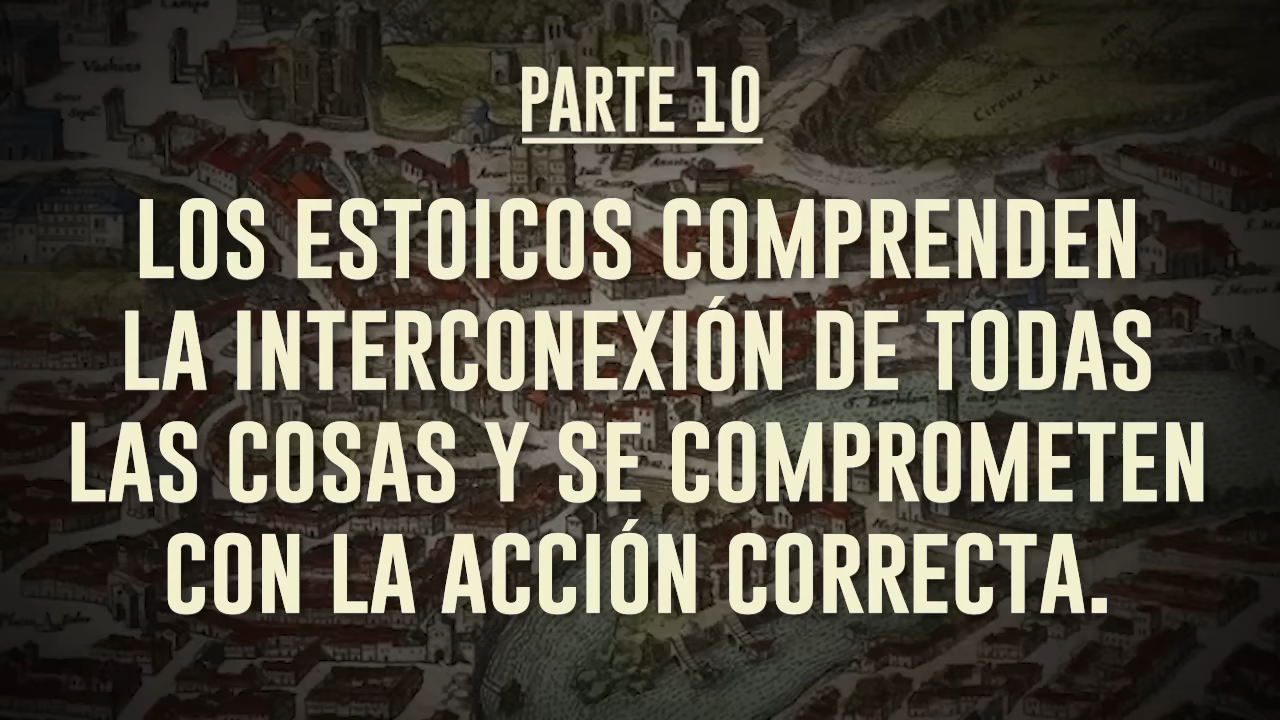 PARTE 10
LOS ESTOICOS COMPRENDEN
LA INTERCONEXIÓN DE TODAS
LAS COSAS Y SE COMPROMETEN
CON LA ACCIÓN CORRECTA.